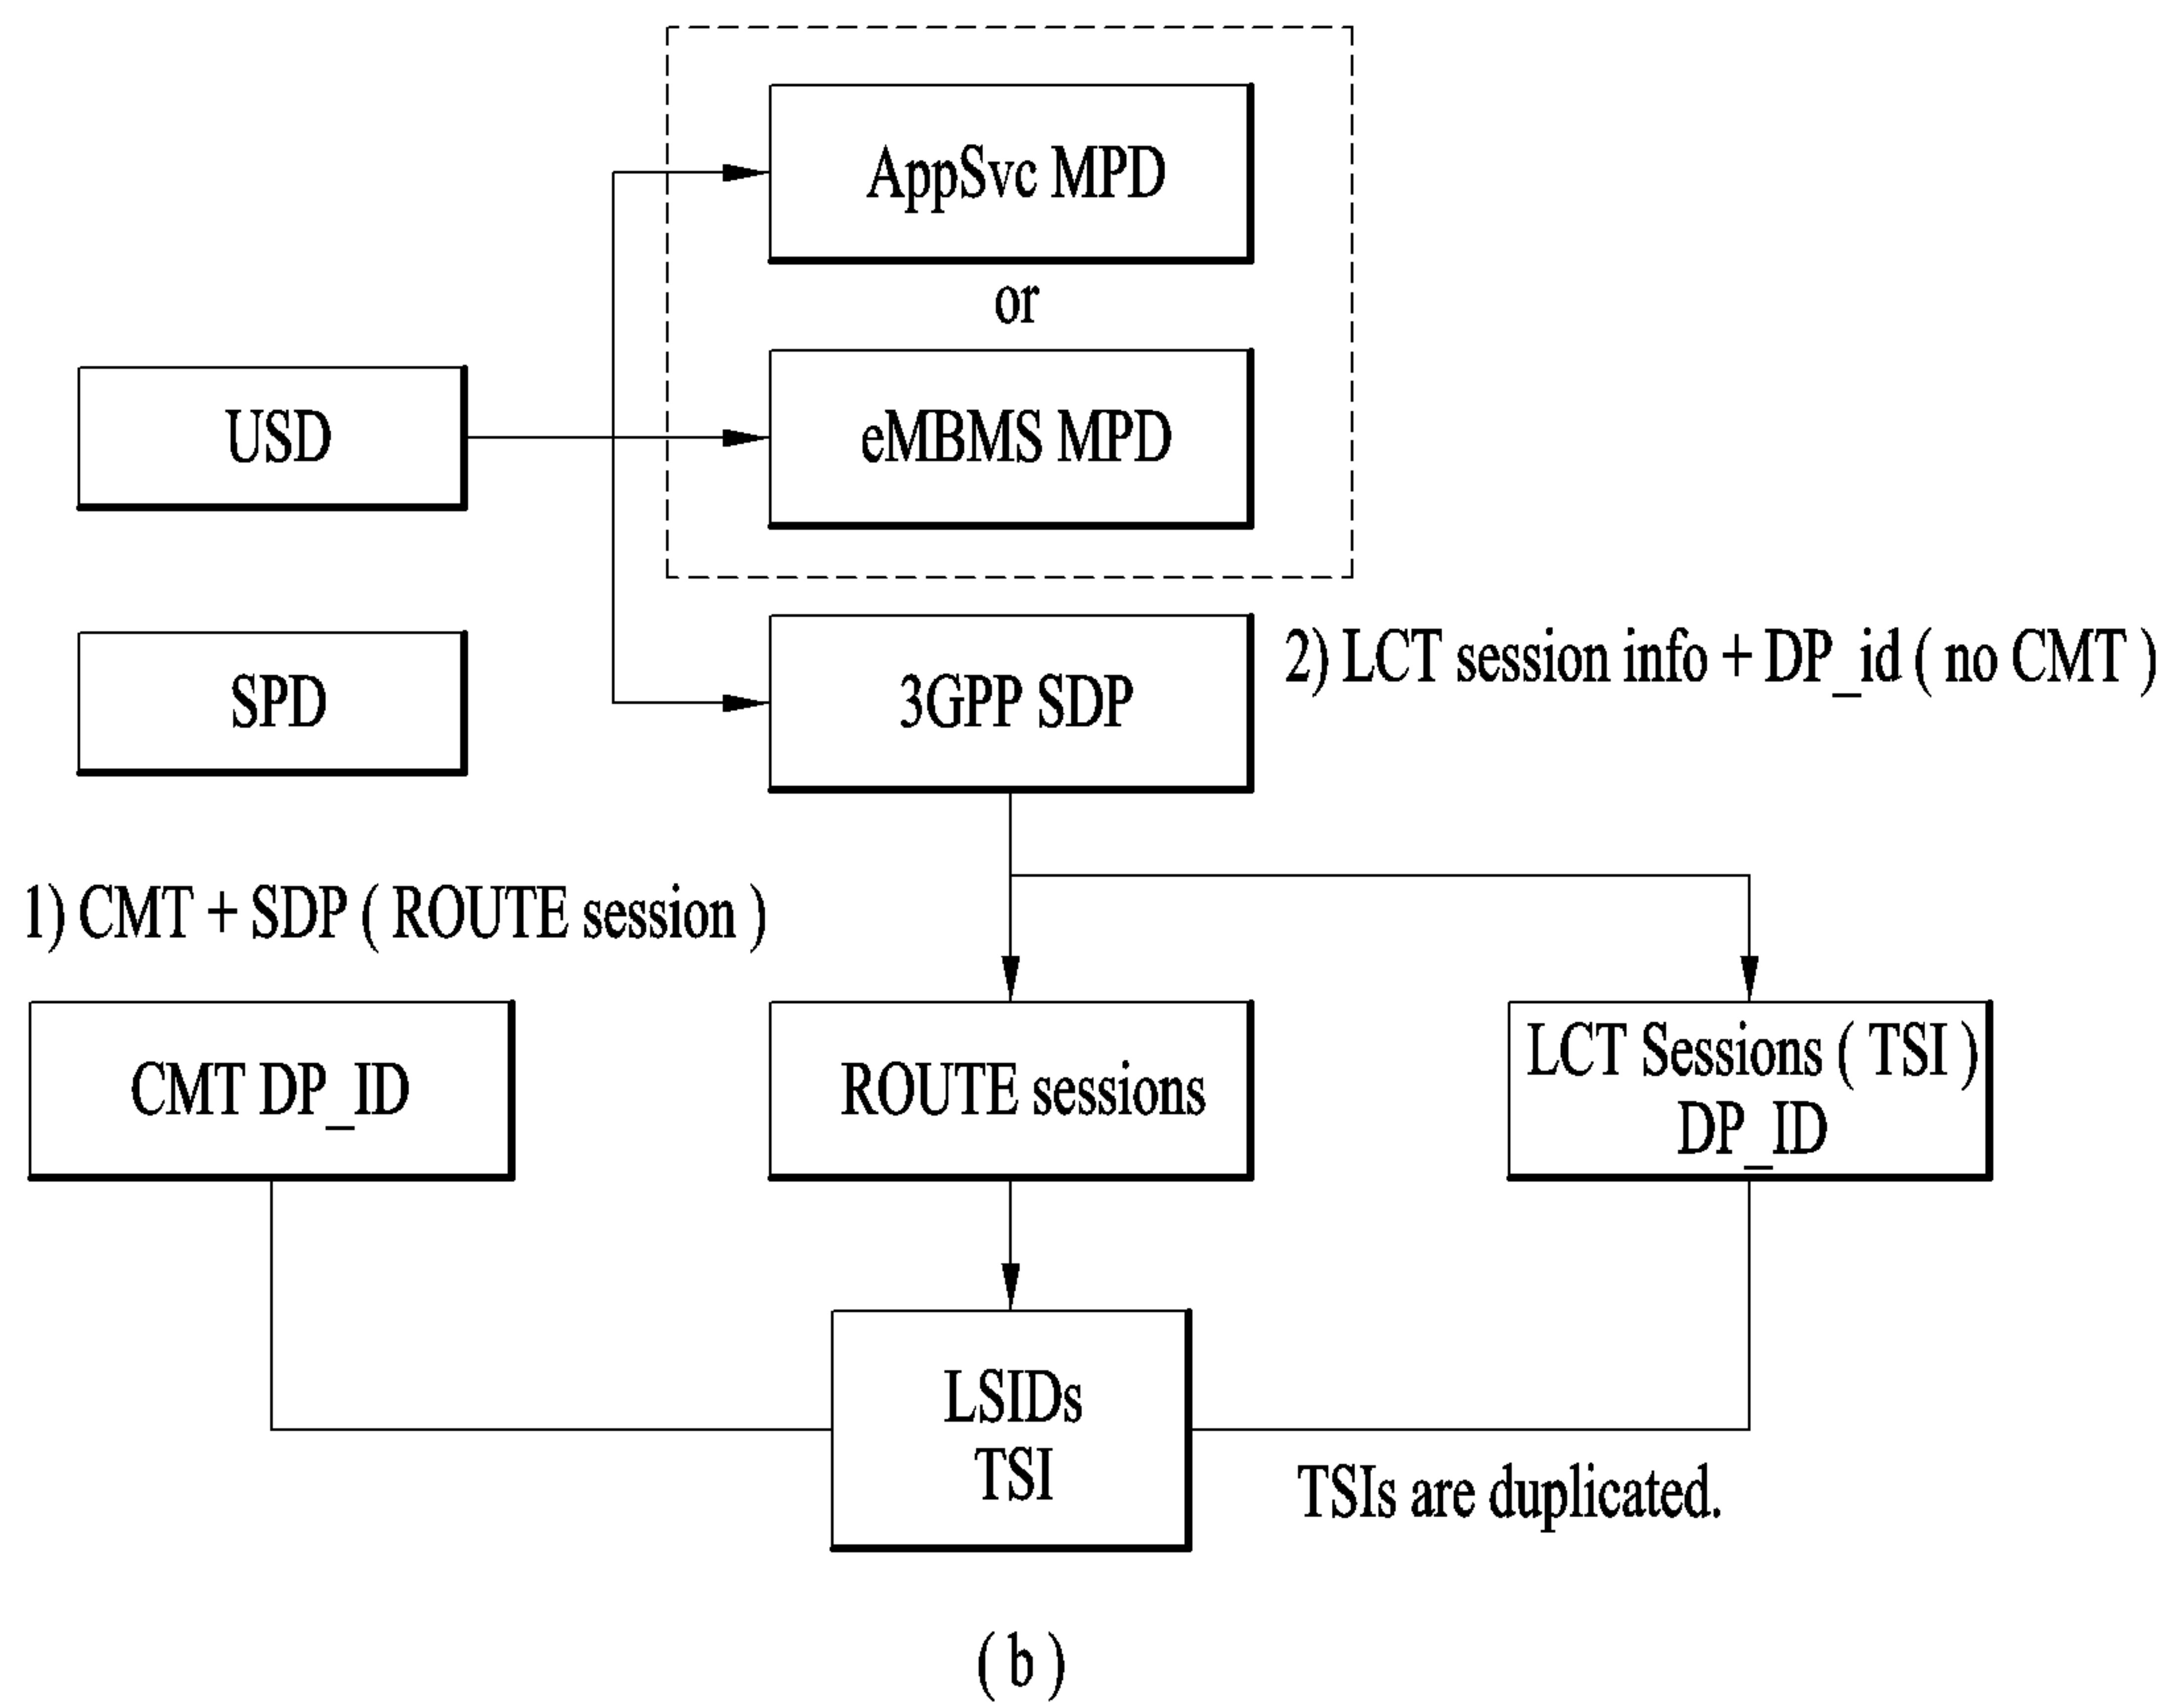 AppSvc MPD
or
USD
eMBMS MPD
SPD
3GPP SDP
2) LCT session info + DP_id ( no CMT )
1) CMT + SDP ( ROUTE session )
CMT DP_ID
ROUTE sessions
LCT Sessions ( TSI )
DP_ID
LSIDs
TSI
TSIs are duplicated.
( b )